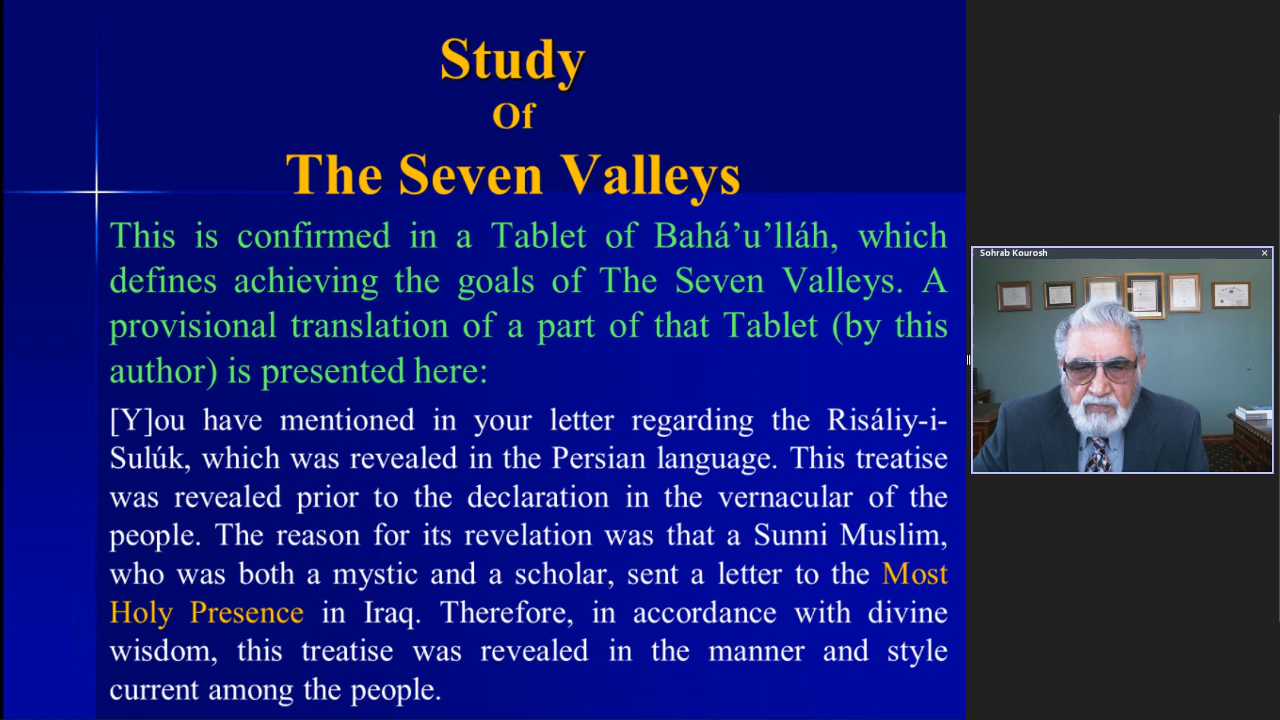 Study
Of
The Seven Valleys
This is confirmed in a Tablet of Bahá’u’lláh, which
defines achieving the goals of The Seven Valleys. A
provisional translation of a part of that Tablet (by this
author) is presented here:
[Y]ou have mentioned in your letter regarding the Risáliy-i-
Sulúk, which was revealed in the Persian language. This treatise
was revealed prior to the declaration in the vernacular of the
people. The reason for its revelation was that a Sunni Muslim,
who was both a mystic and a scholar, sent a letter to the Most
Holy Presence in Iraq. Therefore, in accordance with divine
wisdom, this treatise was revealed in the manner and style
current among the people.
Sohrab Kourosh